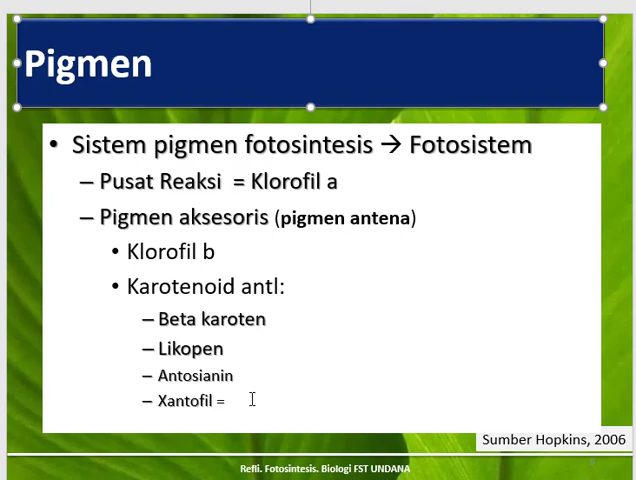 Pigmen
• Sistem pigmen fotosintesis → Fotosistem
– Pusat Reaksi = Klorofil a
– Pigmen aksesoris (pigmen antena)
• Klorofil b
• Karotenoid antl:
– Beta karoten
– Likopen
– Antosianin
– Xantofil =
Sumber Hopkins, 2006
Refli. Fotosintesis. Biologi FST UNDANA